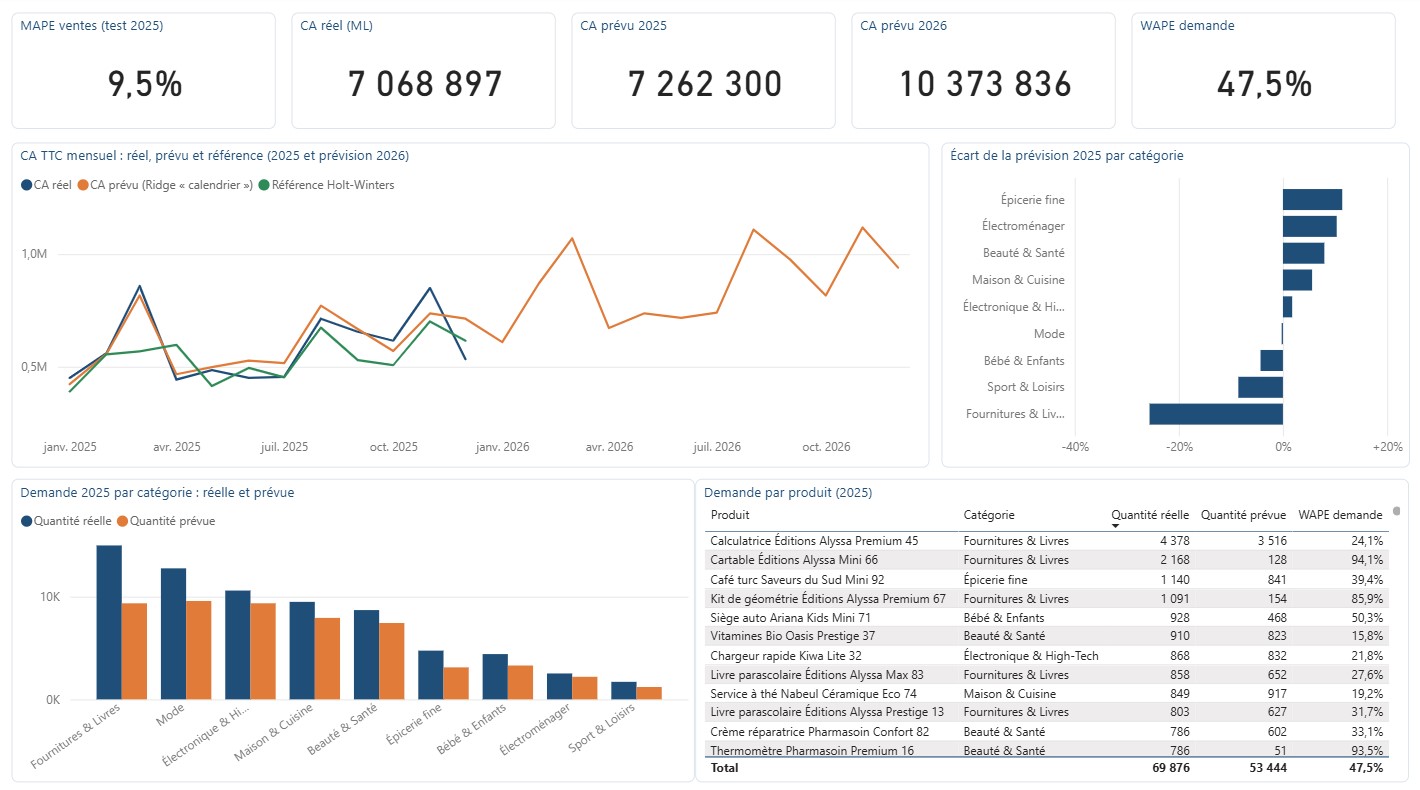 MAPE ventes (test 2025)
9,5%
CA réel (ML)
7 068 897
CA prévu 2025
7 262 300
CA prévu 2026
10 373 836
WAPE demande
47,5%
CA TTC mensuel : réel, prévu et référence (2025 et prévision 2026)
CA réel CA prévu (Ridge « calendrier ») Référence Holt-Winters
1,0M
0,5M
janv. 2025 avr. 2025 juil. 2025 oct. 2025 janv. 2026 avr. 2026 juil. 2026 oct. 2026
Écart de la prévision 2025 par catégorie
Épicerie fine
Électroménager
Beauté & Santé
Maison & Cuisine
Électronique & Hi...
Mode
Bébé & Enfants
Sport & Loisirs
Fournitures & Liv...
-40% -20% 0% +20%
Demande 2025 par catégorie : réelle et prévue
Quantité réelle Quantité prévue
10K
0K
Fournitures & Livres
Mode
Électronique & Hi...
Maison & Cuisine
Beauté & Santé
Épicerie fine
Bébé & Enfants
Électroménager
Sport & Loisirs
Demande par produit (2025)
Produit Catégorie Quantité réelle Quantité prévue WAPE demande
Calculatrice Éditions Alyssa Premium 45 Fournitures & Livres 4 378 3 516 24,1%
Cartable Éditions Alyssa Mini 66 Fournitures & Livres 2 168 128 94,1%
Café turc Saveurs du Sud Mini 92 Épicerie fine 1 140 841 39,4%
Kit de géométrie Éditions Alyssa Premium 67 Fournitures & Livres 1 091 154 85,9%
Siège auto Ariana Kids Mini 71 Bébé & Enfants 928 468 50,3%
Vitamines Bio Oasis Prestige 37 Beauté & Santé 910 823 15,8%
Chargeur rapide Kiwa Lite 32 Électronique & High-Tech 868 832 21,8%
Livre parascolaire Éditions Alyssa Max 83 Fournitures & Livres 858 652 27,6%
Service à thé Nabeul Céramique Eco 74 Maison & Cuisine 849 917 19,2%
Livre parascolaire Éditions Alyssa Prestige 13 Fournitures & Livres 803 627 31,7%
Crème réparatrice Pharmasoin Confort 82 Beauté & Santé 786 602 33,1%
Thermomètre Pharmasoin Premium 16 Beauté & Santé 786 51 93,5%
Total 69 876 53 444 47,5%